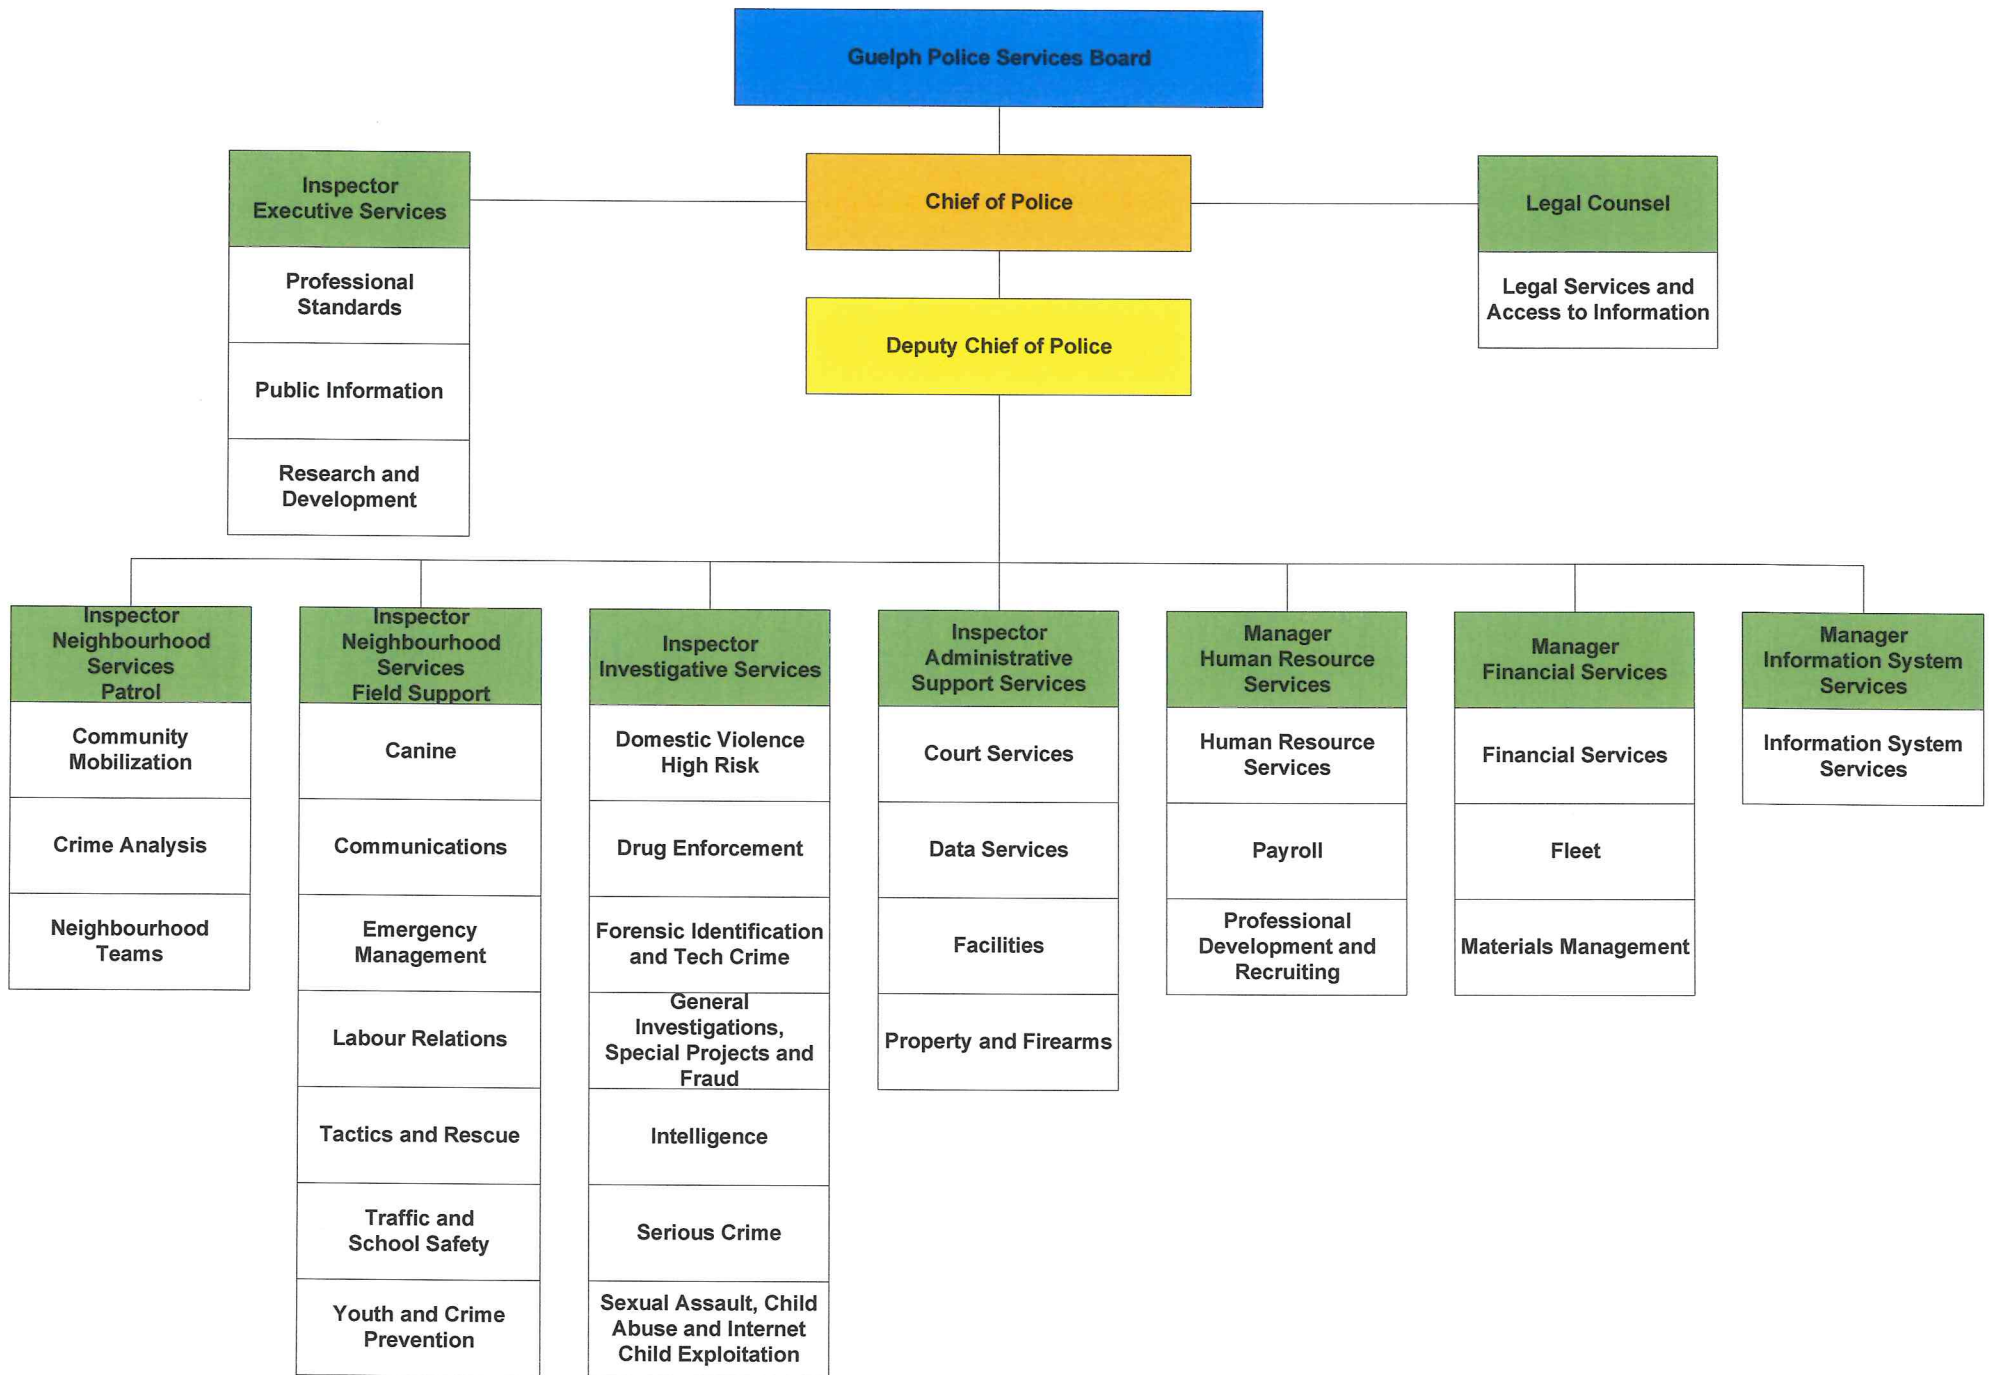 Guelph Police Services Board
Inspector
Executive Services
Chief of Police
Legal Counsel
Professional
Standards
Legal Services and
Access to Information
Deputy Chief of Police
Public Information
Research and
Development
Inspector
Neighbourhood
Services
Patrol
Community
Mobilization
Crime Analysis
Neighbourhood
Teams
Inspector
Neighbourhood
Services
Field Support
Canine
Communications
Emergency
Management
Labour Relations
Tactics and Rescue
Traffic and
School Safety
Youth and Crime
Prevention
Inspector
Investigative Services
Domestic Violence
High Risk
Drug Enforcement
Forensic Identification
and Tech Crime
General
Investigations,
Special Projects and
Fraud
Intelligence
Serious Crime
Sexual Assault, Child
Abuse and Internet
Child Exploitation
Inspector
Administrative
Support Services
Court Services
Data Services
Facilities
Property and Firearms
Manager
Human Resource
Services
Human Resource
Services
Payroll
Professional
Development and
Recruiting
Manager
Financial Services
Financial Services
Fleet
Materials Management
Manager
Information System
Services
Information System
Services